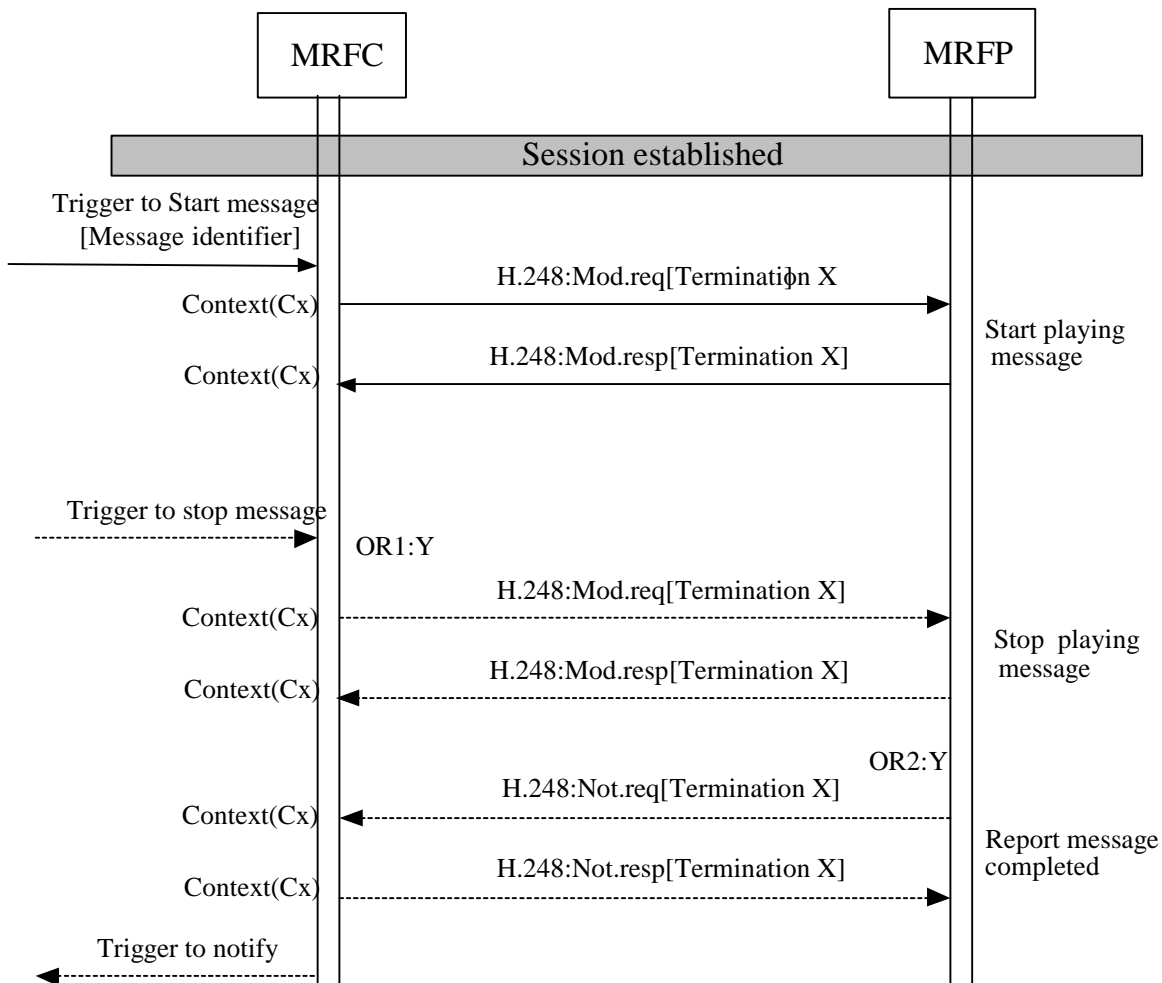 MRFC
MRFP
Session established
Trigger to Start message
[Message identifier]
H.248:Mod.req[Termination X]
Context(Cx)
Start playing
message
H.248:Mod.resp[Termination X]
Context(Cx)
Trigger to stop message
OR1:Y
H.248:Mod.req[Termination X]
Context(Cx)
Stop playing
message
H.248:Mod.resp[Termination X]
Context(Cx)
OR2:Y
H.248:Not.req[Termination X]
Context(Cx)
Report message
completed
H.248:Not.resp[Termination X]
Context(Cx)
Trigger to notify